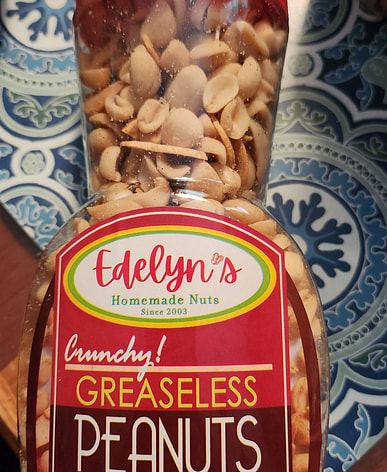 Edelyn's
Homemade Nuts
Since 2003
Crunchy!
GREASELESS
PEANUTS